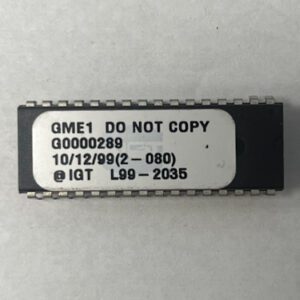 GME1 DO NOT COPY
G0000289
10/12/99(2-080)
@IGT L99-2035